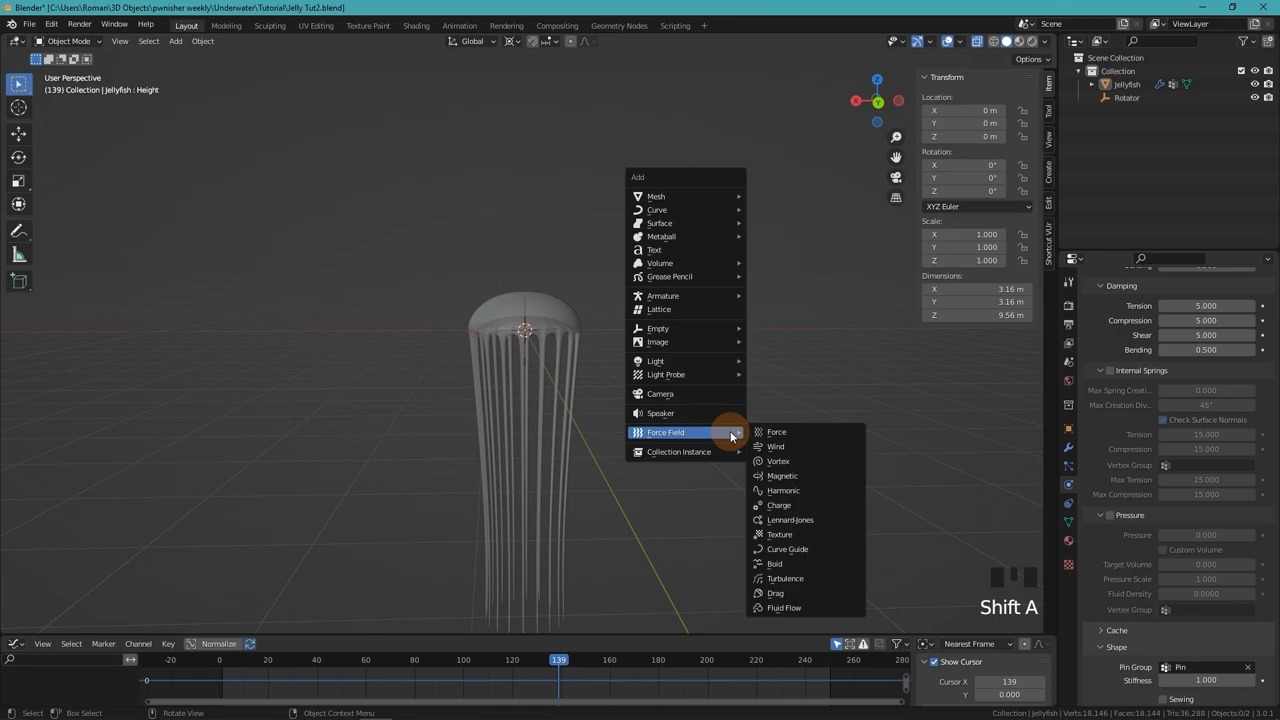 Blender* [C:\Users\Roman\3D Objects\pwnisher weekly\Underwater\Tutorial\Jelly Tut2.blend]
File Edit Render Window Help Layout Modeling Sculpting UV Editing Texture Paint Shading Animation Rendering Compositing Geometry Nodes Scripting + Scene ViewLayer
Object Mode View Select Add Object Global
Options
User Perspective
(139) Collection | Jellyfish : Height
X
Y
Z
Transform
Location:
X 0 m
Y 0 m
Z 0 m
Rotation:
X 0°
Y 0°
Z 0°
XYZ Euler
Scale:
X 1.000
Y 1.000
Z 1.000
Dimensions:
X 3.16 m
Y 3.16 m
Z 9.56 m
Item
Tool
View
Create
Edit
Shortcut VUr
Scene Collection
Collection
Jellyfish
Rotator
Add
Mesh
Curve
Surface
Metaball
Text
Volume
Grease Pencil
Armature
Lattice
Empty
Image
Light
Light Probe
Camera
Speaker
Force Field
Collection Instance
Force
Wind
Vortex
Magnetic
Harmonic
Charge
Lennard-Jones
Texture
Curve Guide
Boid
Turbulence
Drag
Fluid Flow
Damping
Tension 5.000
Compression 5.000
Shear 5.000
Bending 0.500
Internal Springs
Max Spring Creati... 0.000
Max Creation Div... 45°
Check Surface Normals
Tension 15.000
Compression 15.000
Vertex Group
Max Tension 15.000
Max Compression 15.000
Pressure
Pressure 0.000
Custom Volume
Target Volume 0.000
Pressure Scale 1.000
Fluid Density 0.0000
Vertex Group
Cache
Shape
Pin Group Pin
Stiffness 1.000
Sewing
Shift A
View Select Marker Channel Key Normalize Nearest Frame
-20 0 20 40 60 80 100 120 139 160 180 200 220 240 260 280
0
Show Cursor
Cursor X 139
Y 0.000
Select Box Select Rotate View Object Context Menu
Collection | Jellyfish | Verts:18,146 | Faces:18,144 | Tris:36,288 | Objects:0/2 | 3.0.1